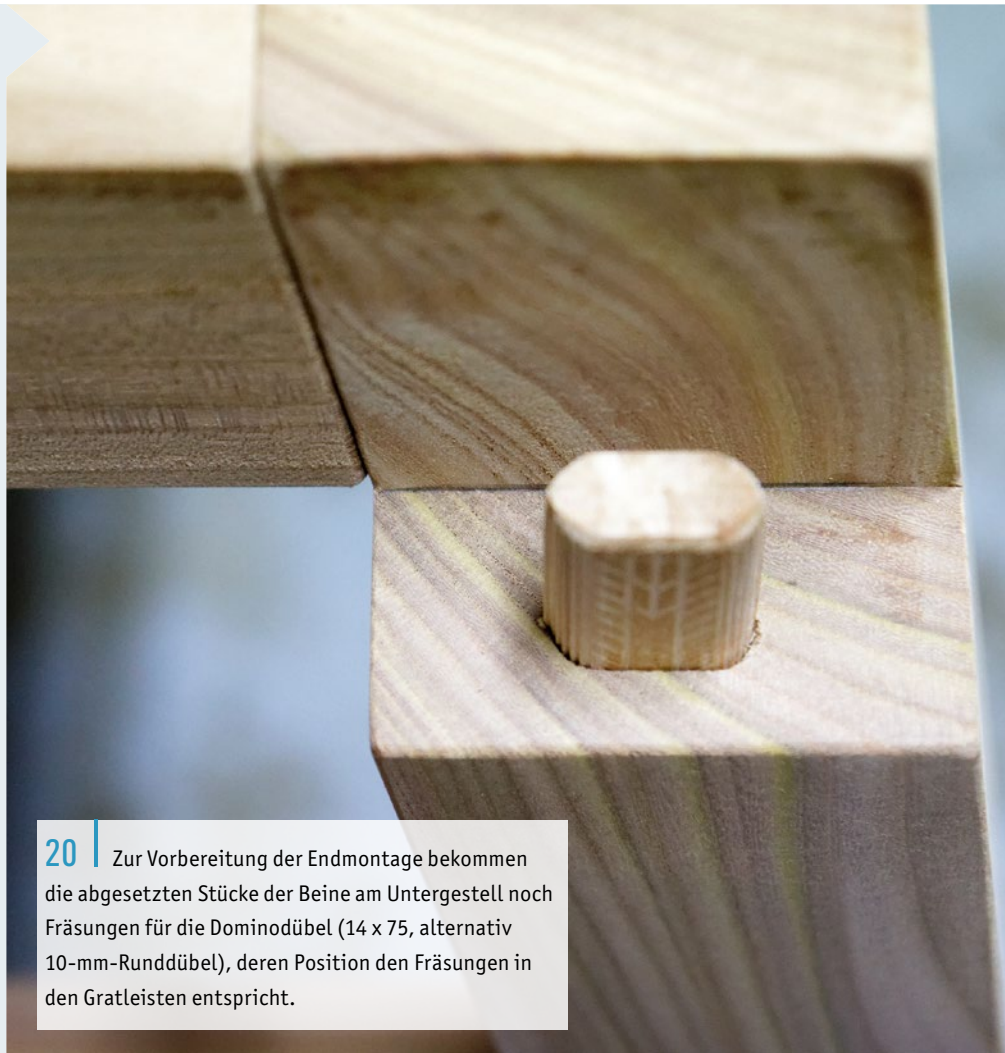 20 Zur Vorbereitung der Endmontage bekommen
die abgesetzten Stücke der Beine am Untergestell noch
Fräsungen für die Dominodübel (14 x 75, alternativ
10-mm-Runddübel), deren Position den Fräsungen in
den Gratleisten entspricht.